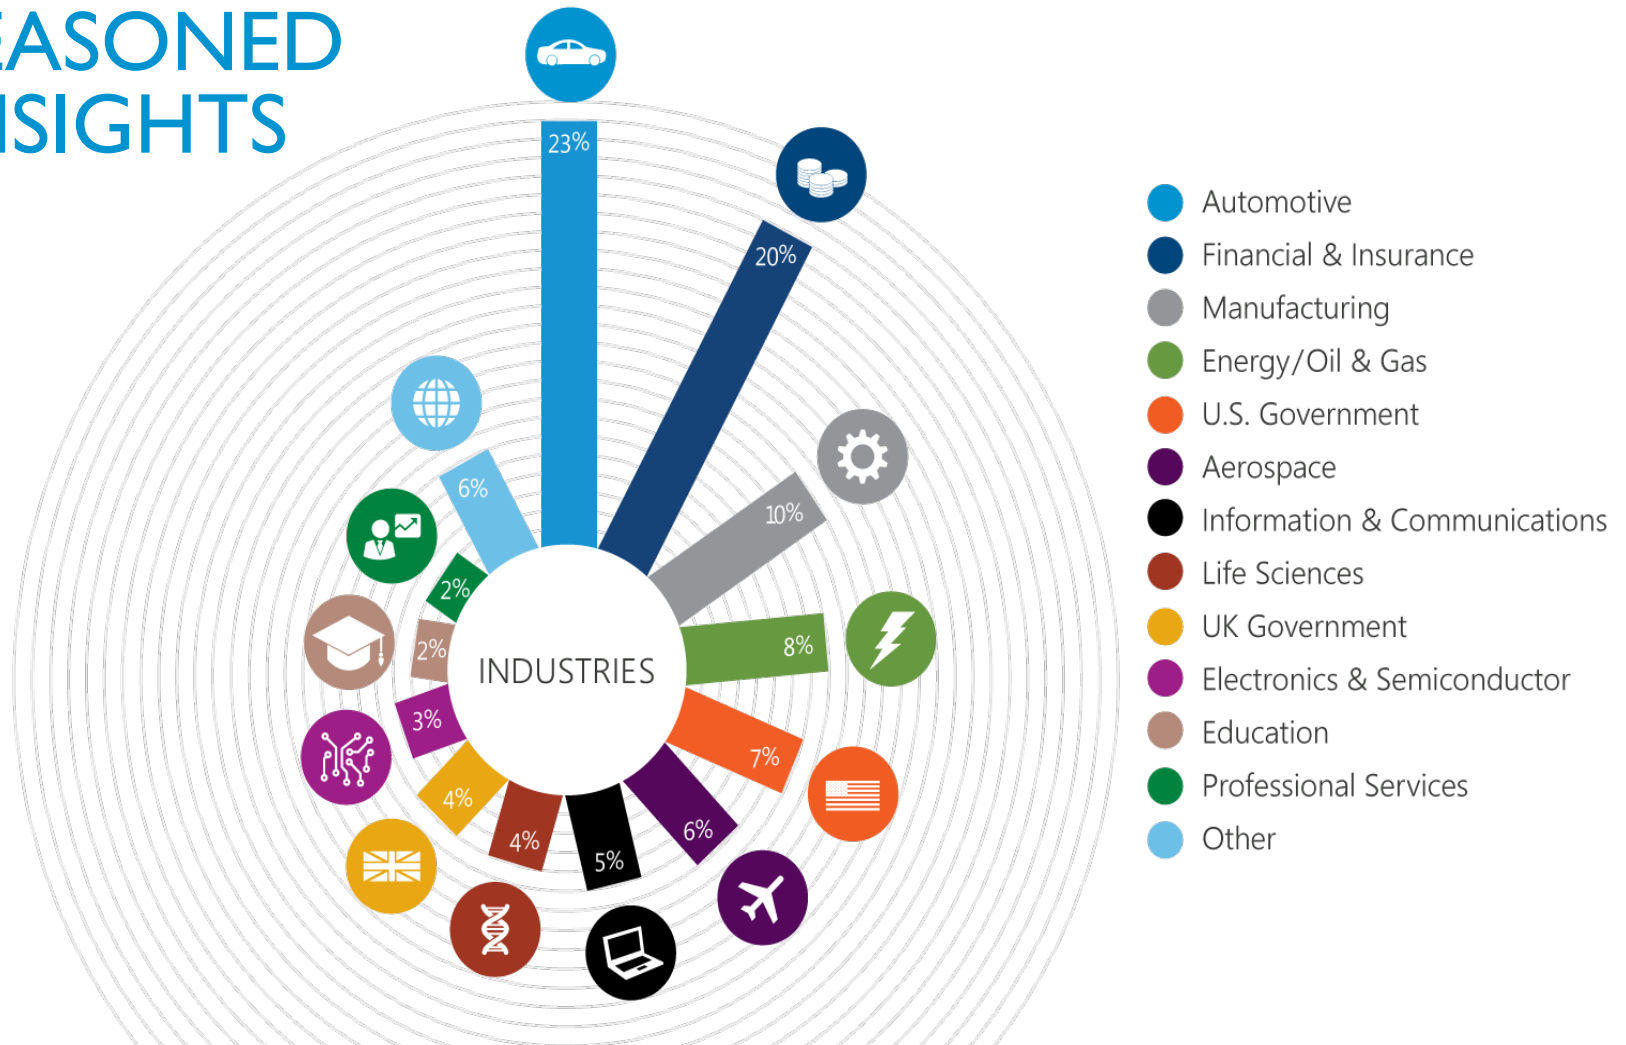 EASONED
NSIGHTS
23%
20%
10%
8%
7%
6%
5%
4%
4%
3%
2%
2%
6%
INDUSTRIES
Automotive
Financial & Insurance
Manufacturing
Energy/Oil & Gas
U.S. Government
Aerospace
Information & Communications
Life Sciences
UK Government
Electronics & Semiconductor
Education
Professional Services
Other